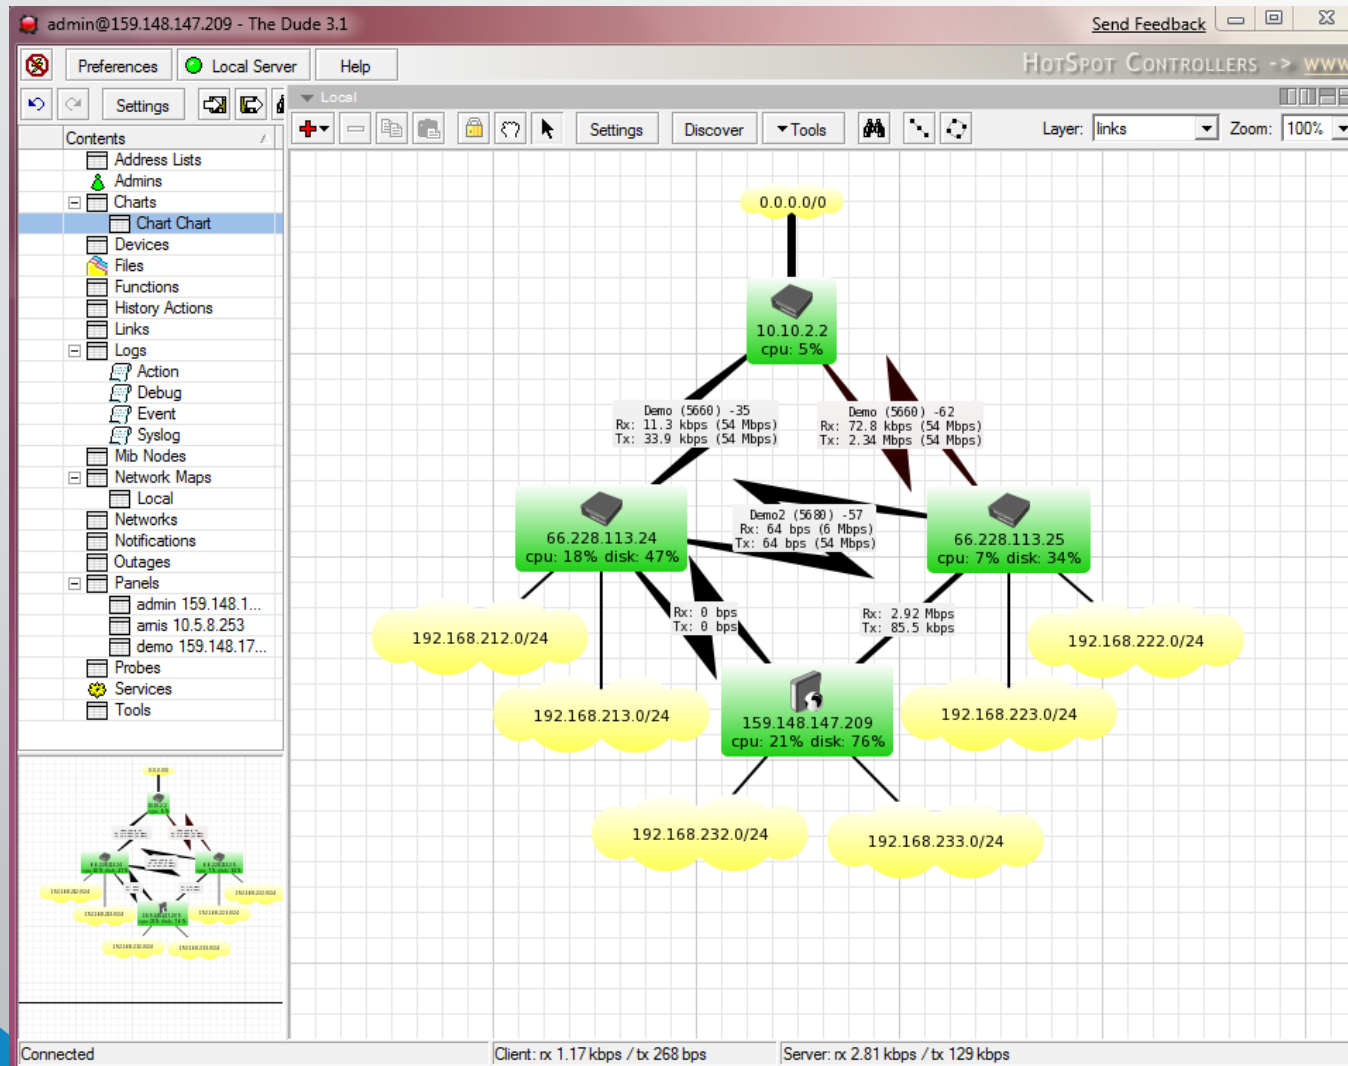 admin@159.148.147.209 - The Dude 3.1
Send Feedback
Preferences
Local Server
Help
HotSpot Controllers -> www
Settings
Local
Contents
Settings
Discover
Tools
Layer: links
Zoom: 100%
Address Lists
Admins
Charts
Chart Chart
Devices
Files
Functions
History Actions
Links
Logs
Action
Debug
Event
Syslog
Mib Nodes
Network Maps
Local
Networks
Notifications
Outages
Panels
admin 159.148.1...
amis 10.5.8.253
demo 159.148.17...
Probes
Services
Tools
0.0.0.0/0
10.10.2.2
cpu: 5%
Demo (5660) -35
Rx: 11.3 kbps (54 Mbps)
Tx: 33.9 kbps (54 Mbps)
Demo (5660) -62
Rx: 72.8 kbps (54 Mbps)
Tx: 2.34 Mbps (54 Mbps)
66.228.113.24
cpu: 18% disk: 47%
Demo2 (5680) -57
Rx: 64 bps (6 Mbps)
Tx: 64 bps (54 Mbps)
66.228.113.25
cpu: 7% disk: 34%
192.168.212.0/24
Rx: 0 bps
Tx: 0 bps
Rx: 2.92 Mbps
Tx: 85.5 kbps
192.168.222.0/24
192.168.213.0/24
159.148.147.209
cpu: 21% disk: 76%
192.168.223.0/24
192.168.232.0/24
192.168.233.0/24
Connected
Client: rx 1.17 kbps / tx 268 bps
Server: rx 2.81 kbps / tx 129 kbps